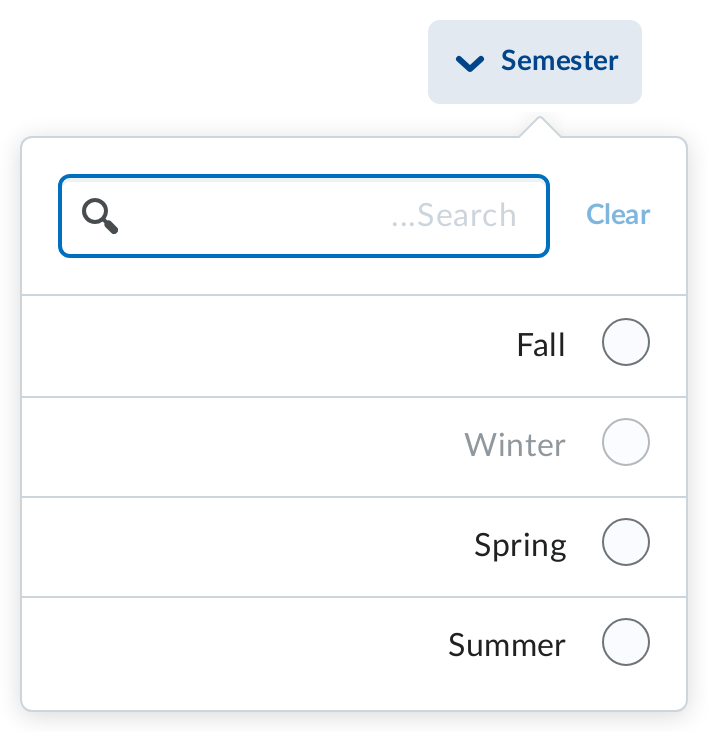 Semester
...Search
Clear
Fall
Winter
Spring
Summer